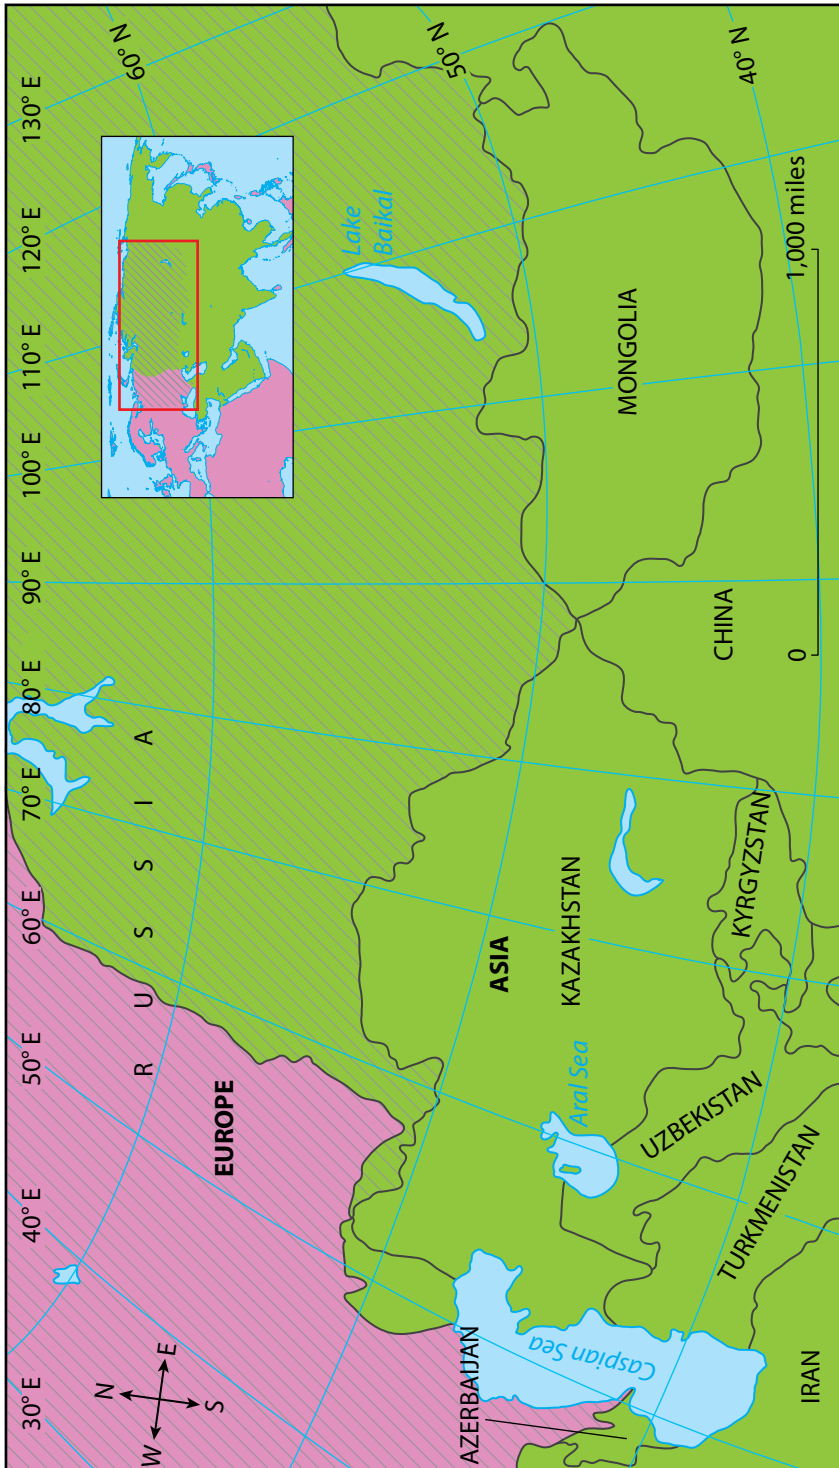 30° E
40° E
50° E
60° E
70° E
80° E
90° E
100° E
110° E
120° E
130° E
60° N
50° N
40° N
N
W
E
S
RUSSIA
EUROPE
Lake
Baikal
ASIA
KAZAKHSTAN
MONGOLIA
Aral Sea
Caspian Sea
AZERBAIJAN
UZBEKISTAN
KYRGYZSTAN
CHINA
TURKMENISTAN
IRAN
0
1,000 miles